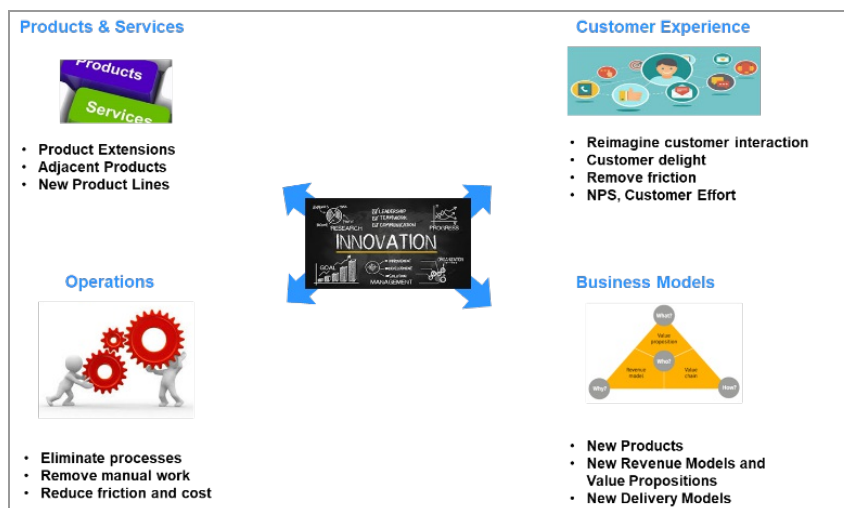 Products & Services
Products
Services
• Product Extensions
• Adjacent Products
• New Product Lines
Customer Experience
• Reimagine customer interaction
• Customer delight
• Remove friction
• NPS, Customer Effort
RESEARCH
LEADERSHIP
TEAMWORK
COMMUNICATION
PROGRESS
INNOVATION
GOAL
MANAGEMENT
Operations
• Eliminate processes
• Remove manual work
• Reduce friction and cost
Business Models
What?
Value
proposition
Who?
Revenue
model
Value
chain
Why?
How?
• New Products
• New Revenue Models and
Value Propositions
• New Delivery Models